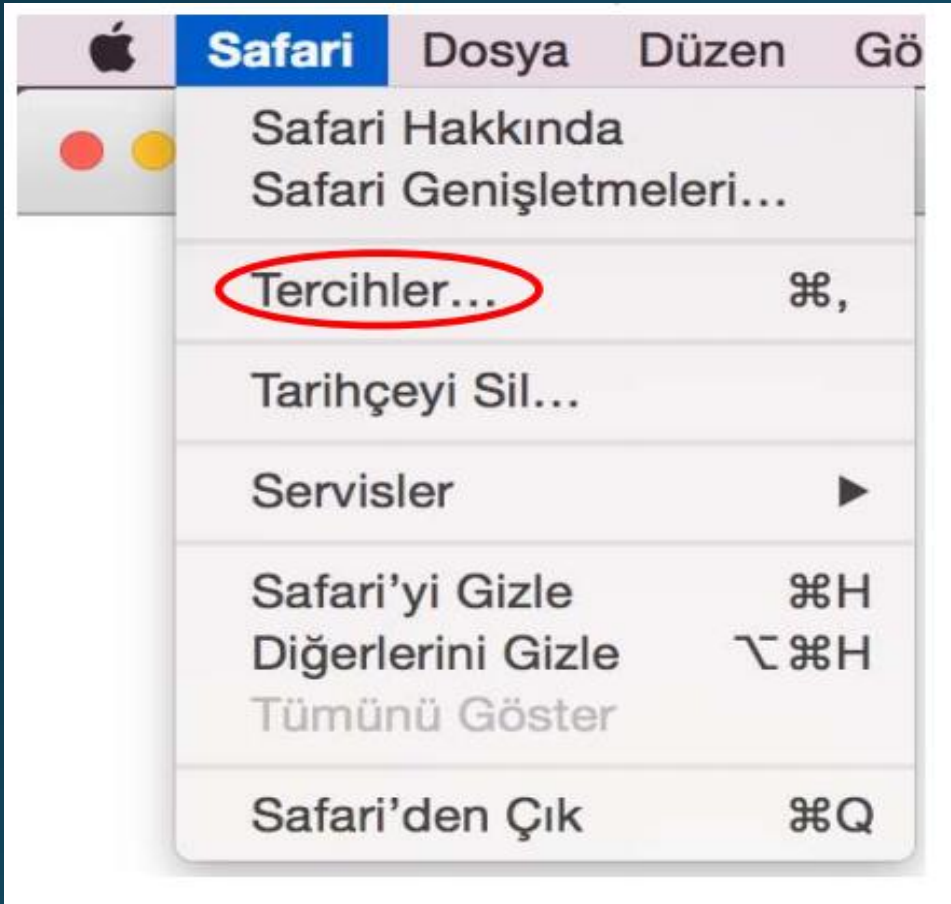 Safari Dosya Düzen Gö
Safari Hakkında
Safari Genişletmeleri...
Tercihler... ⌘,
Tarihçeyi Sil...
Servisler ▶
Safari'yi Gizle ⌘H
Diğerlerini Gizle ⌥⌘H
Tümünü Göster
Safari'den Çık ⌘Q